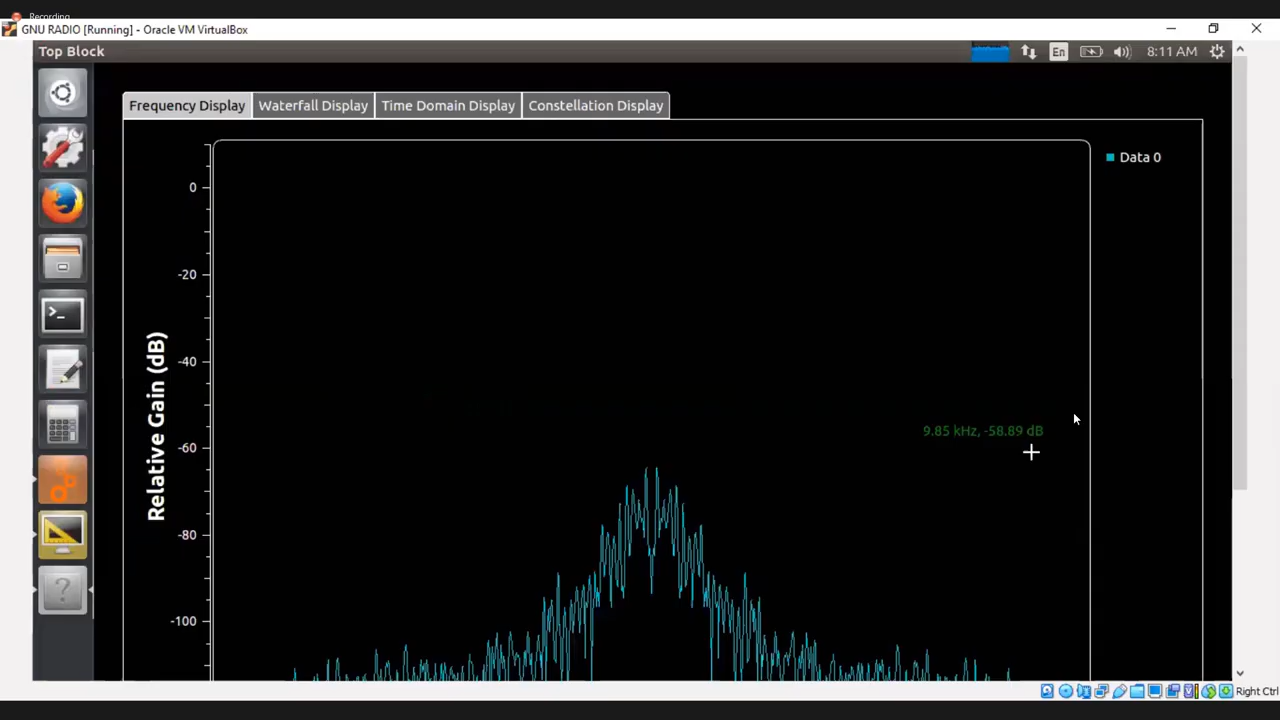 Recording
GNU RADIO [Running] - Oracle VM VirtualBox
Top Block
En
8:11 AM
Frequency Display
Waterfall Display
Time Domain Display
Constellation Display
Data 0
0
-20
-40
-60
-80
-100
Relative Gain (dB)
9.85 kHz, -58.89 dB
>_
?
Right Ctrl